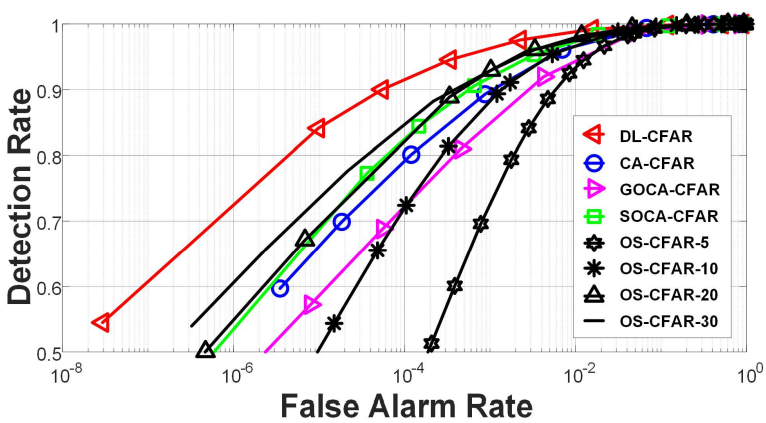 1
0.9
0.8
0.7
0.6
0.5
Detection Rate
10^-8
10^-6
10^-4
10^-2
10^0
False Alarm Rate
DL-CFAR
CA-CFAR
GOCA-CFAR
SOCA-CFAR
OS-CFAR-5
OS-CFAR-10
OS-CFAR-20
OS-CFAR-30